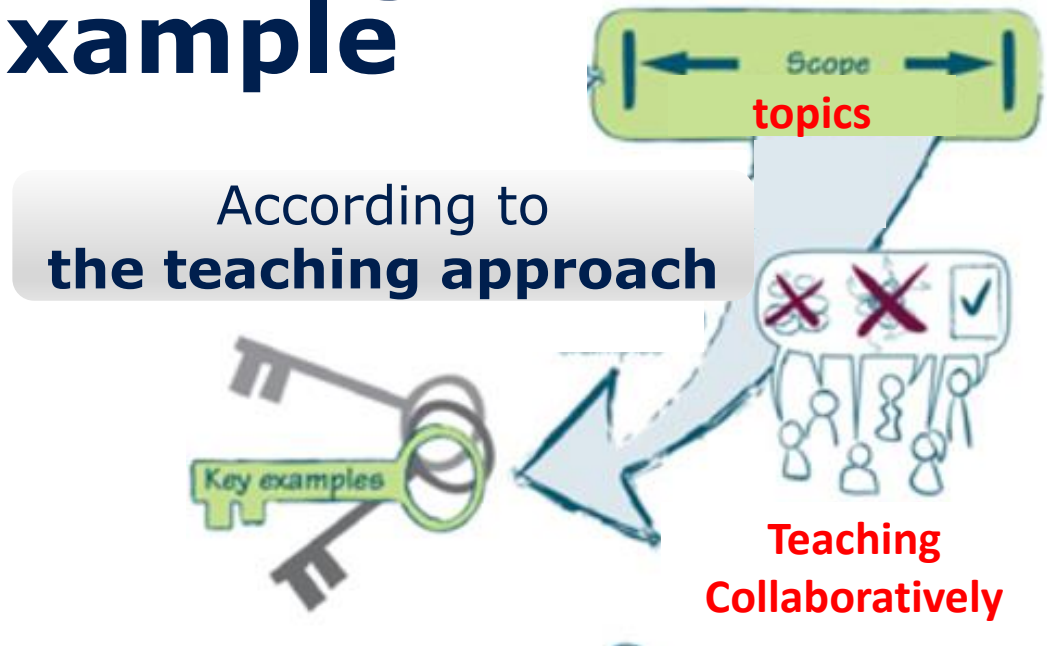 xample
Scope
topics
According to
the teaching approach
Key examples
Teaching
Collaboratively